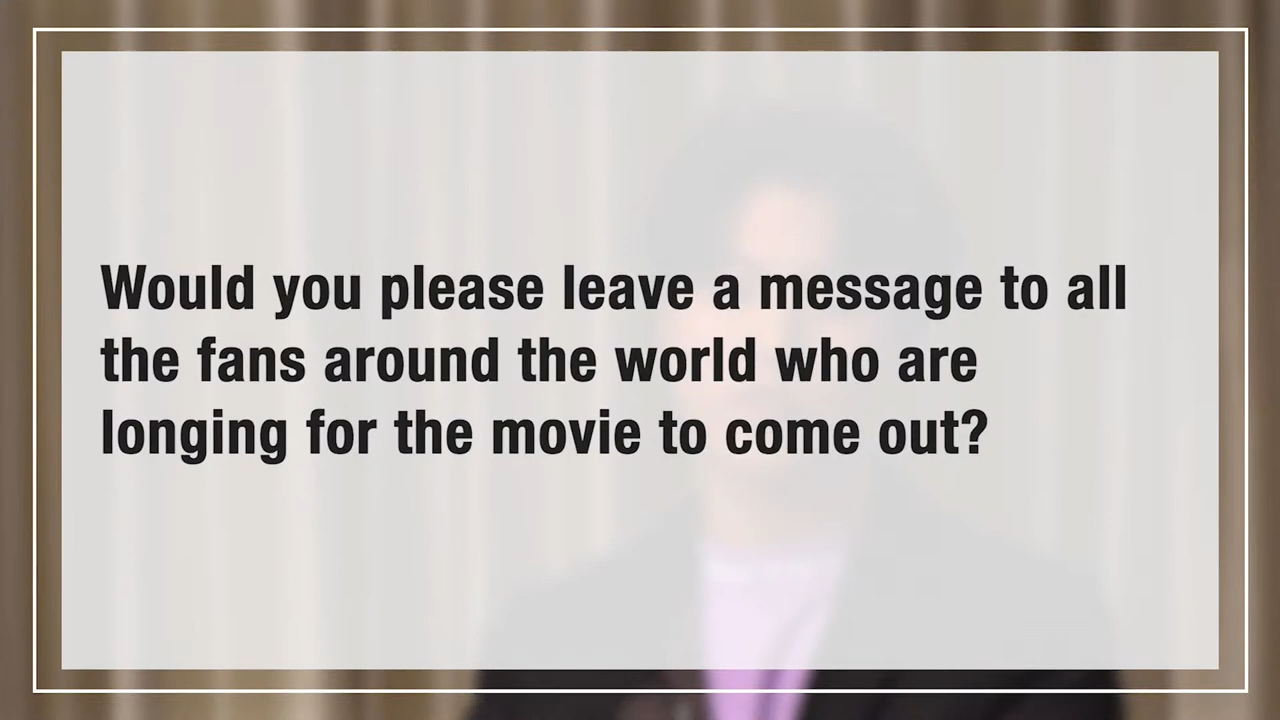 Would you please leave a message to all
the fans around the world who are
longing for the movie to come out?